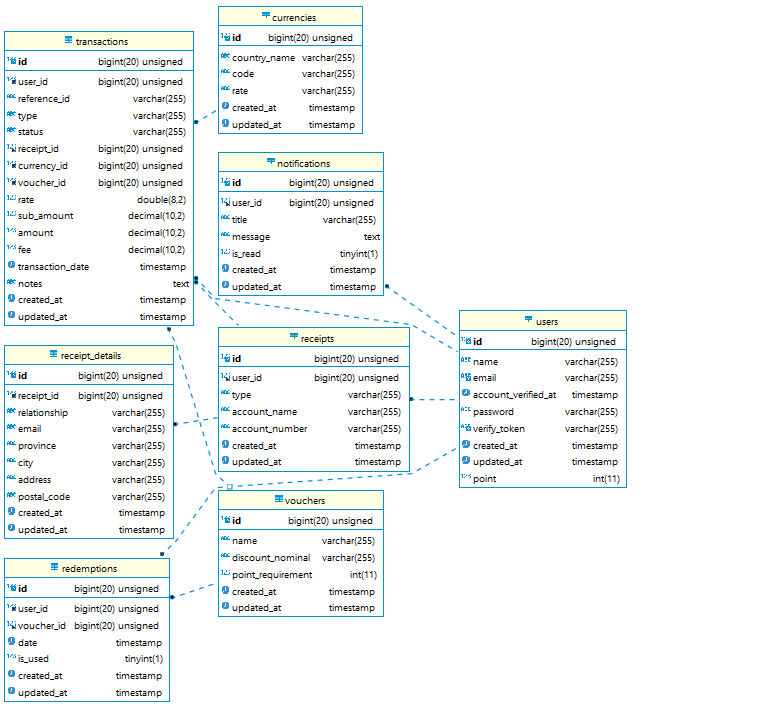 currencies
id bigint(20) unsigned
country_name varchar(255)
code varchar(255)
rate varchar(255)
created_at timestamp
updated_at timestamp
transactions
id bigint(20) unsigned
user_id bigint(20) unsigned
reference_id varchar(255)
type varchar(255)
status varchar(255)
receipt_id bigint(20) unsigned
currency_id bigint(20) unsigned
voucher_id bigint(20) unsigned
rate double(8,2)
sub_amount decimal(10,2)
amount decimal(10,2)
fee decimal(10,2)
transaction_date timestamp
notes text
created_at timestamp
updated_at timestamp
notifications
id bigint(20) unsigned
user_id bigint(20) unsigned
title varchar(255)
message text
is_read tinyint(1)
created_at timestamp
updated_at timestamp
users
id bigint(20) unsigned
name varchar(255)
email varchar(255)
account_verified_at timestamp
password varchar(255)
verify_token varchar(255)
created_at timestamp
updated_at timestamp
point int(11)
receipts
id bigint(20) unsigned
user_id bigint(20) unsigned
type varchar(255)
account_name varchar(255)
account_number varchar(255)
created_at timestamp
updated_at timestamp
receipt_details
id bigint(20) unsigned
receipt_id bigint(20) unsigned
relationship varchar(255)
email varchar(255)
province varchar(255)
city varchar(255)
address varchar(255)
postal_code varchar(255)
created_at timestamp
updated_at timestamp
vouchers
id bigint(20) unsigned
name varchar(255)
discount_nominal varchar(255)
point_requirement int(11)
created_at timestamp
updated_at timestamp
redemptions
id bigint(20) unsigned
user_id bigint(20) unsigned
voucher_id bigint(20) unsigned
date timestamp
is_used tinyint(1)
created_at timestamp
updated_at timestamp